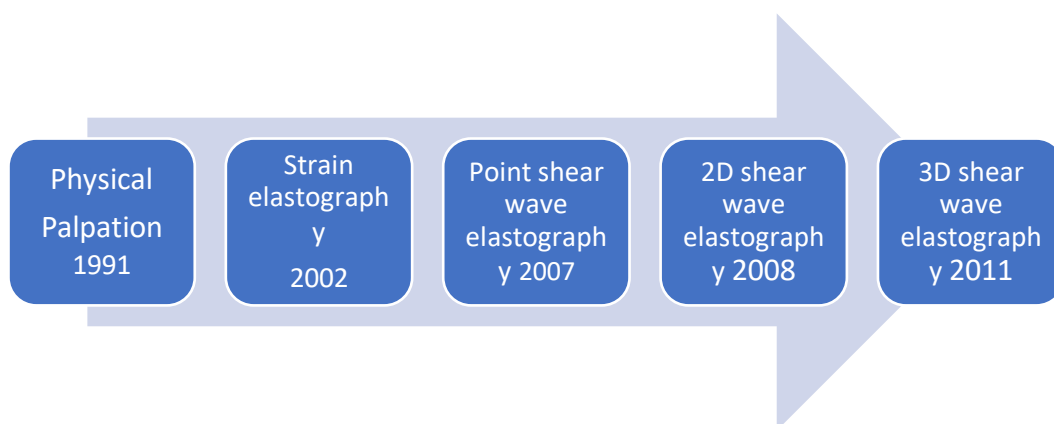 Physical
Palpation
1991
Strain
elastograph
y
2002
Point shear
wave
elastograph
y 2007
2D shear
wave
elastograph
y 2008
3D shear
wave
elastograph
y 2011